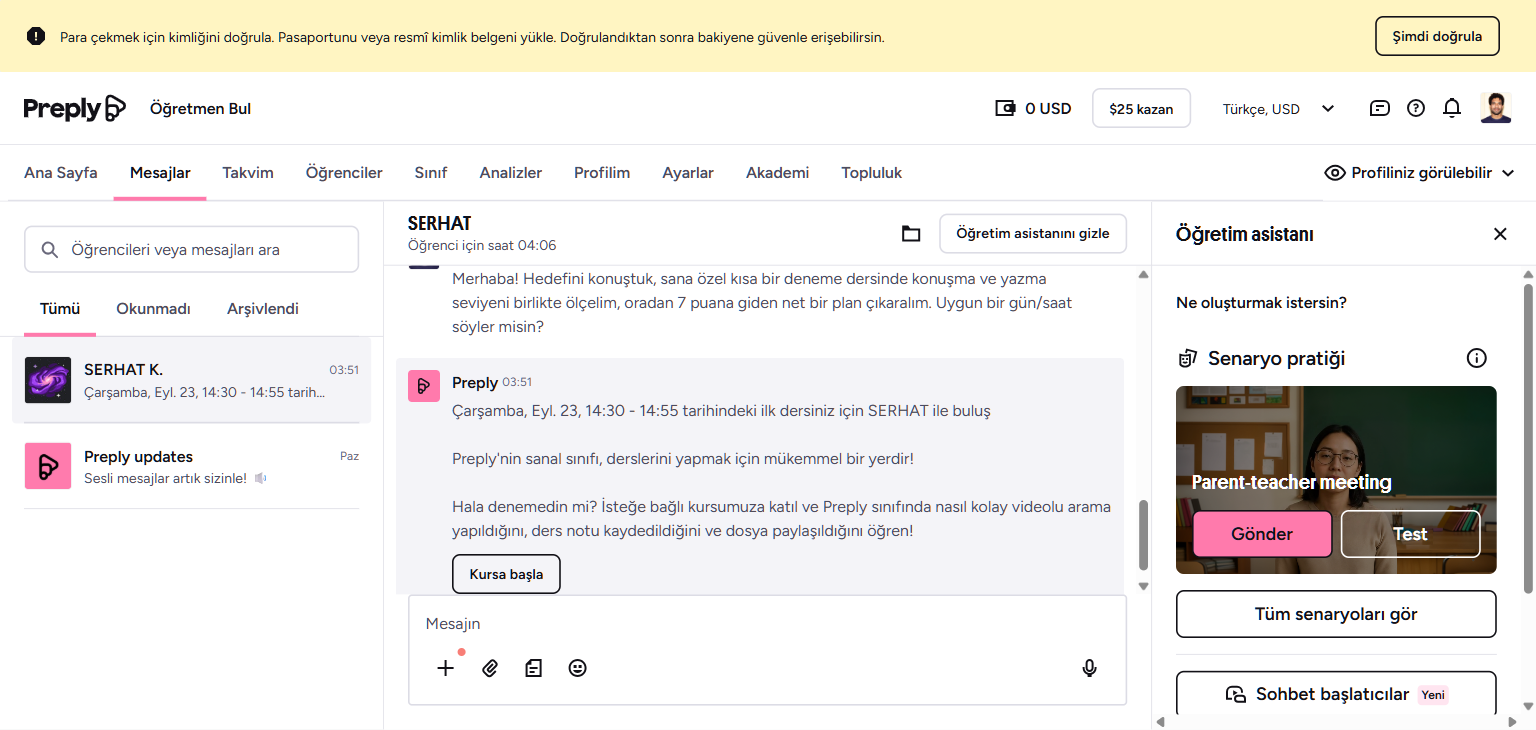 Para çekmek için kimliğini doğrula. Pasaportunu veya resmî kimlik belgeni yükle. Doğrulandıktan sonra bakiyene güvenle erişebilirsin.
Şimdi doğrula
Preply
Öğretmen Bul
0 USD
$25 kazan
Türkçe, USD
Ana Sayfa
Mesajlar
Takvim
Öğrenciler
Sınıf
Analizler
Profilim
Ayarlar
Akademi
Topluluk
Profiliniz görülebilir
Öğrencileri veya mesajları ara
Tümü
Okunmadı
Arşivlendi
SERHAT K.
03:51
Çarşamba, Eyl. 23, 14:30 - 14:55 tarih...
Preply updates
Paz
Sesli mesajlar artık sizinle!
SERHAT
Öğrenci için saat 04:06
Öğretim asistanını gizle
Merhaba! Hedefini konuştuk, sana özel kısa bir deneme dersinde konuşma ve yazma
seviyeni birlikte ölçelim, oradan 7 puana giden net bir plan çıkaralım. Uygun bir gün/saat
söyler misin?
Preply 03:51
Çarşamba, Eyl. 23, 14:30 - 14:55 tarihindeki ilk dersiniz için SERHAT ile buluş
Preply'nin sanal sınıfı, derslerini yapmak için mükemmel bir yerdir!
Hala denemedin mi? İsteğe bağlı kursumuza katıl ve Preply sınıfında nasıl kolay videolu arama
yapıldığını, ders notu kaydedildiğini ve dosya paylaşıldığını öğren!
Kursa başla
Mesajın
Öğretim asistanı
Ne oluşturmak istersin?
Senaryo pratiği
Parent-teacher meeting
Gönder
Test
Tüm senaryoları gör
Sohbet başlatıcılar
Yeni